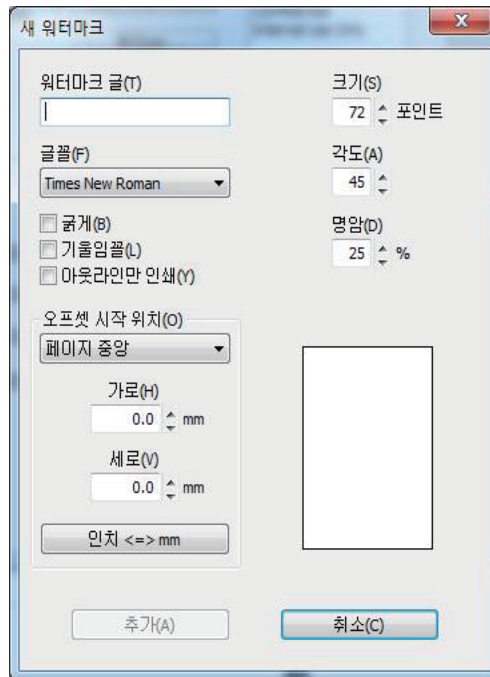 새 워터마크
워터마크 글(T)
크기(S)
72 포인트
글꼴(F)
Times New Roman
각도(A)
45
굵게(B)
기울임꼴(L)
아웃라인만 인쇄(Y)
명암(D)
25 %
오프셋 시작 위치(O)
페이지 중앙
가로(H)
0.0 mm
세로(V)
0.0 mm
인치 <=> mm
추가(A)
취소(C)